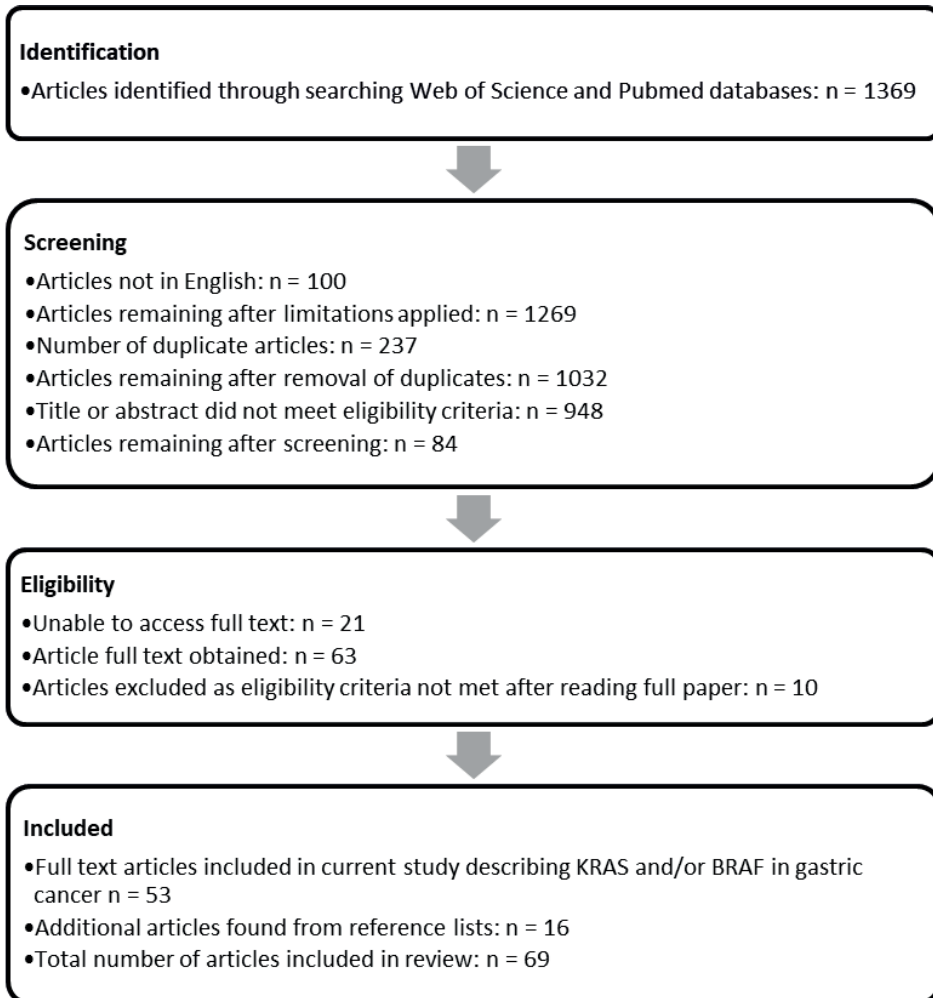 Identification
•Articles identified through searching Web of Science and Pubmed databases: n = 1369
Screening
•Articles not in English: n = 100
•Articles remaining after limitations applied: n = 1269
•Number of duplicate articles: n = 237
•Articles remaining after removal of duplicates: n = 1032
•Title or abstract did not meet eligibility criteria: n = 948
•Articles remaining after screening: n = 84
Eligibility
•Unable to access full text: n = 21
•Article full text obtained: n = 63
•Articles excluded as eligibility criteria not met after reading full paper: n = 10
Included
•Full text articles included in current study describing KRAS and/or BRAF in gastric
cancer n = 53
•Additional articles found from reference lists: n = 16
•Total number of articles included in review: n = 69